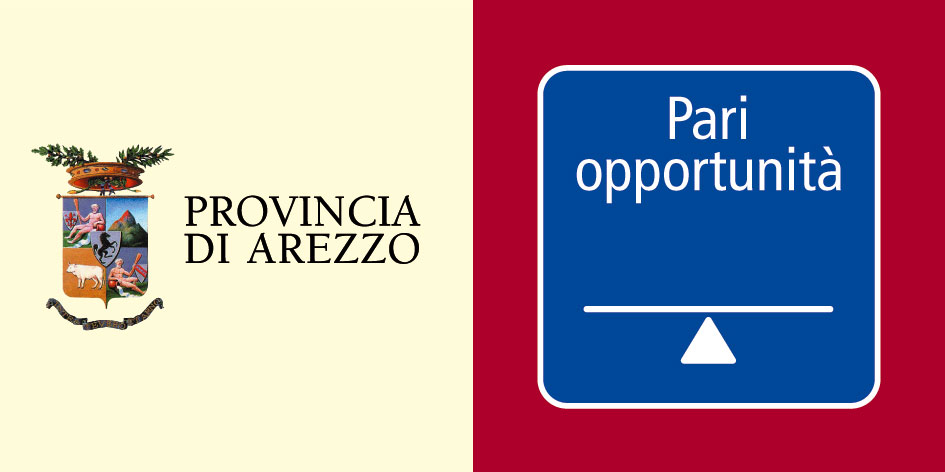 PROVINCIA
DI AREZZO
Pari
opportunità